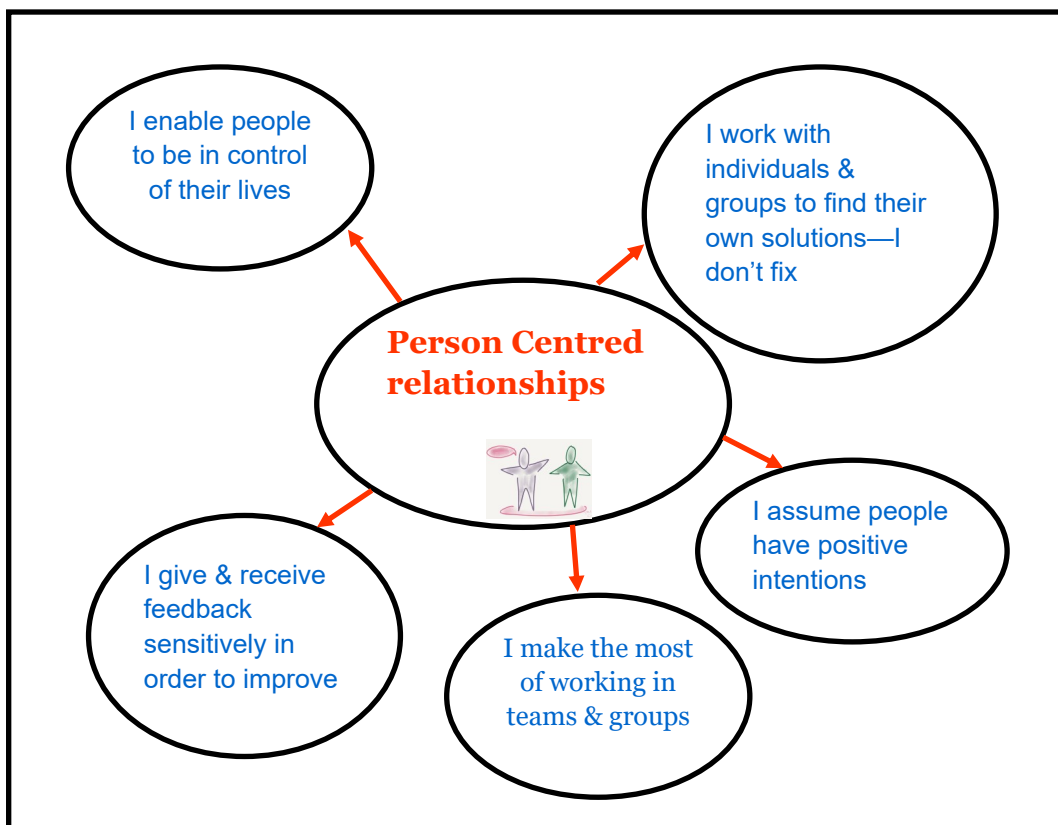 I enable people
to be in control
of their lives
I work with
individuals &
groups to find their
own solutions—I
don’t fix
Person Centred
relationships
I assume people
have positive
intentions
I give & receive
feedback
sensitively in
order to improve
I make the most
of working in
teams & groups